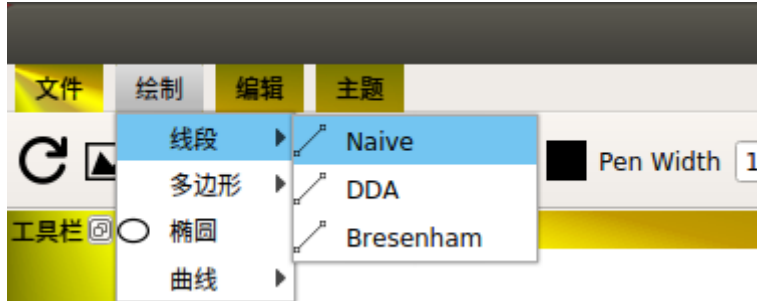 文件 绘制 编辑 主题
线段 Naive Pen Width 1
多边形 DDA
工具栏 椭圆 Bresenham
曲线